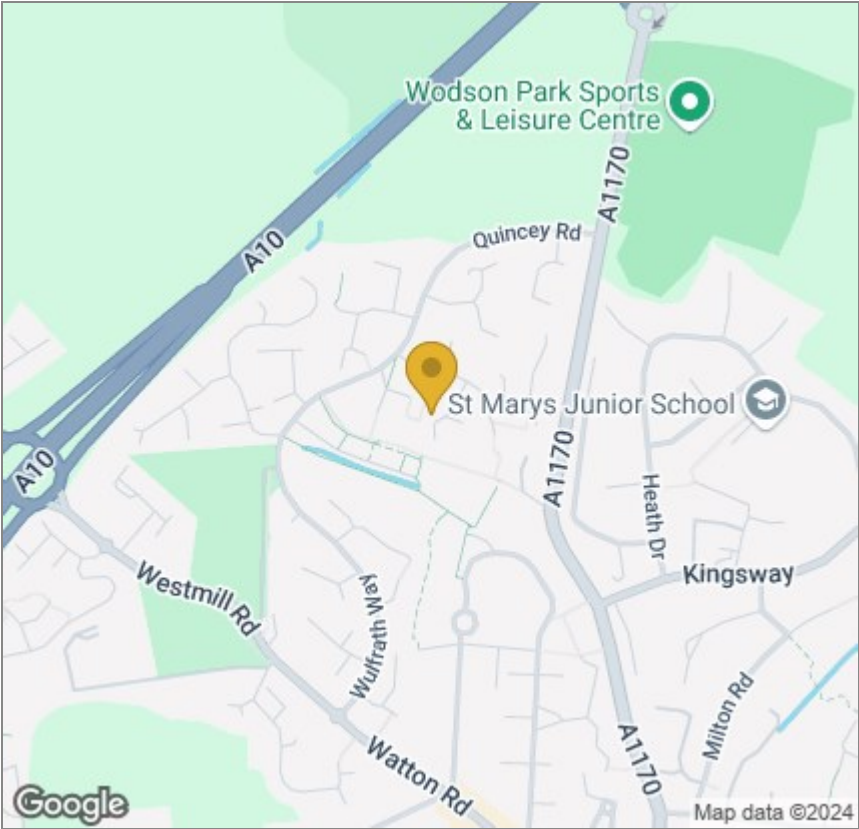 Wodson Park Sports
& Leisure Centre
A1170
Quincey Rd
A10
St Marys Junior School
A1170
A10
Heath Dr
Kingsway
Westmill Rd
Wulfrath Way
Milton Rd
A1170
Watton Rd
Google
Map data ©2024